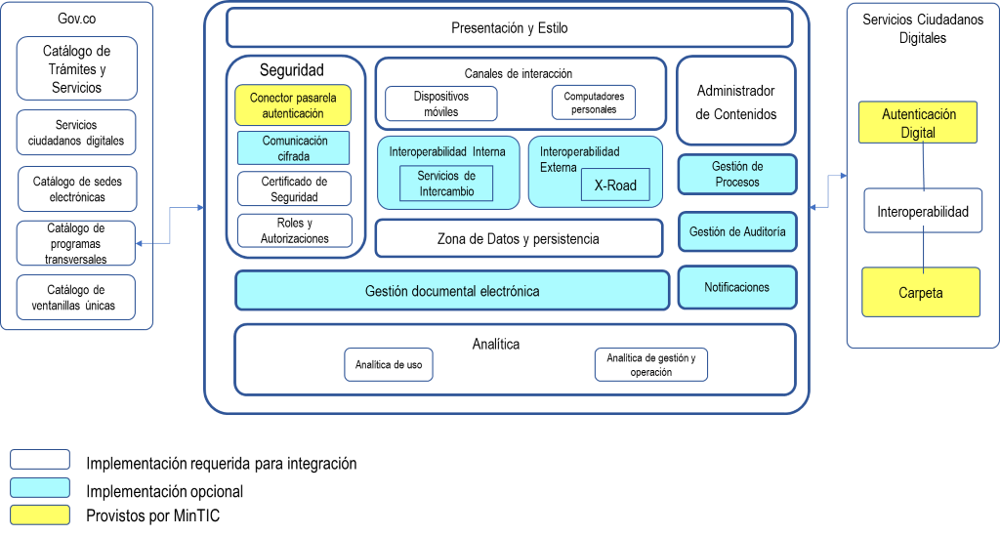 Gov.co
Catálogo de
Trámites y
Servicios
Servicios
ciudadanos digitales
Catálogo de sedes
electrónicas
Catálogo de
programas
transversales
Catálogo de
ventanillas únicas
Presentación y Estilo
Seguridad
Conector pasarela
autenticación
Comunicación
cifrada
Certificado de
Seguridad
Roles y
Autorizaciones
Canales de interacción
Dispositivos
móviles
Computadores
personales
Interoperabilidad Interna
Servicios de
Intercambio
Interoperabilidad
Externa
X-Road
Zona de Datos y persistencia
Administrador
de Contenidos
Gestión de
Procesos
Gestión de Auditoría
Notificaciones
Gestión documental electrónica
Analítica
Analítica de uso
Analítica de gestión y
operación
Servicios Ciudadanos
Digitales
Autenticación
Digital
Interoperabilidad
Carpeta
Implementación requerida para integración
Implementación opcional
Provistos por MinTIC